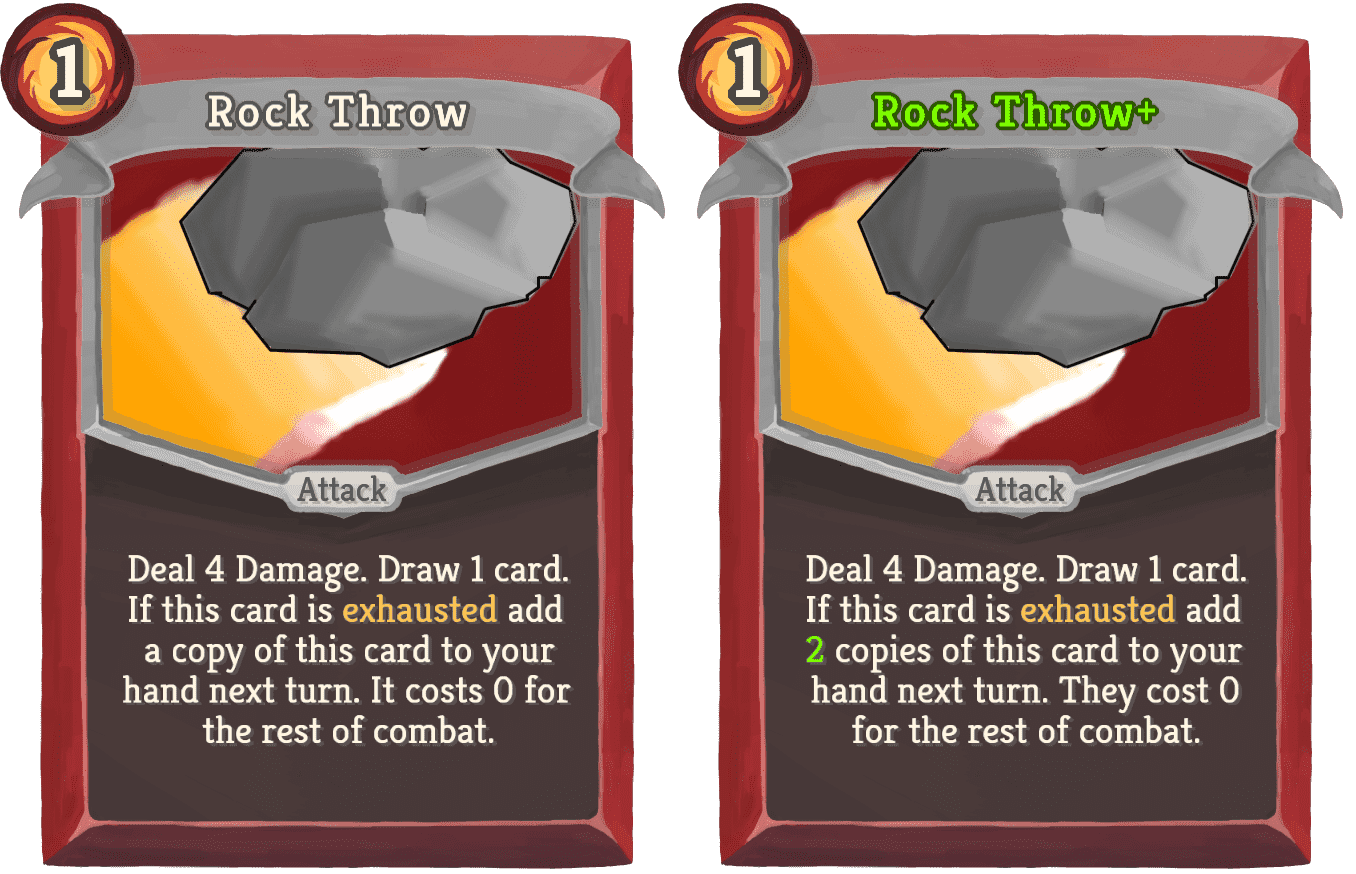 1
Rock Throw
Attack
Deal 4 Damage. Draw 1 card.
If this card is exhausted add
a copy of this card to your
hand next turn. It costs 0 for
the rest of combat.
1
Rock Throw+
Attack
Deal 4 Damage. Draw 1 card.
If this card is exhausted add
2 copies of this card to your
hand next turn. They cost 0
for the rest of combat.